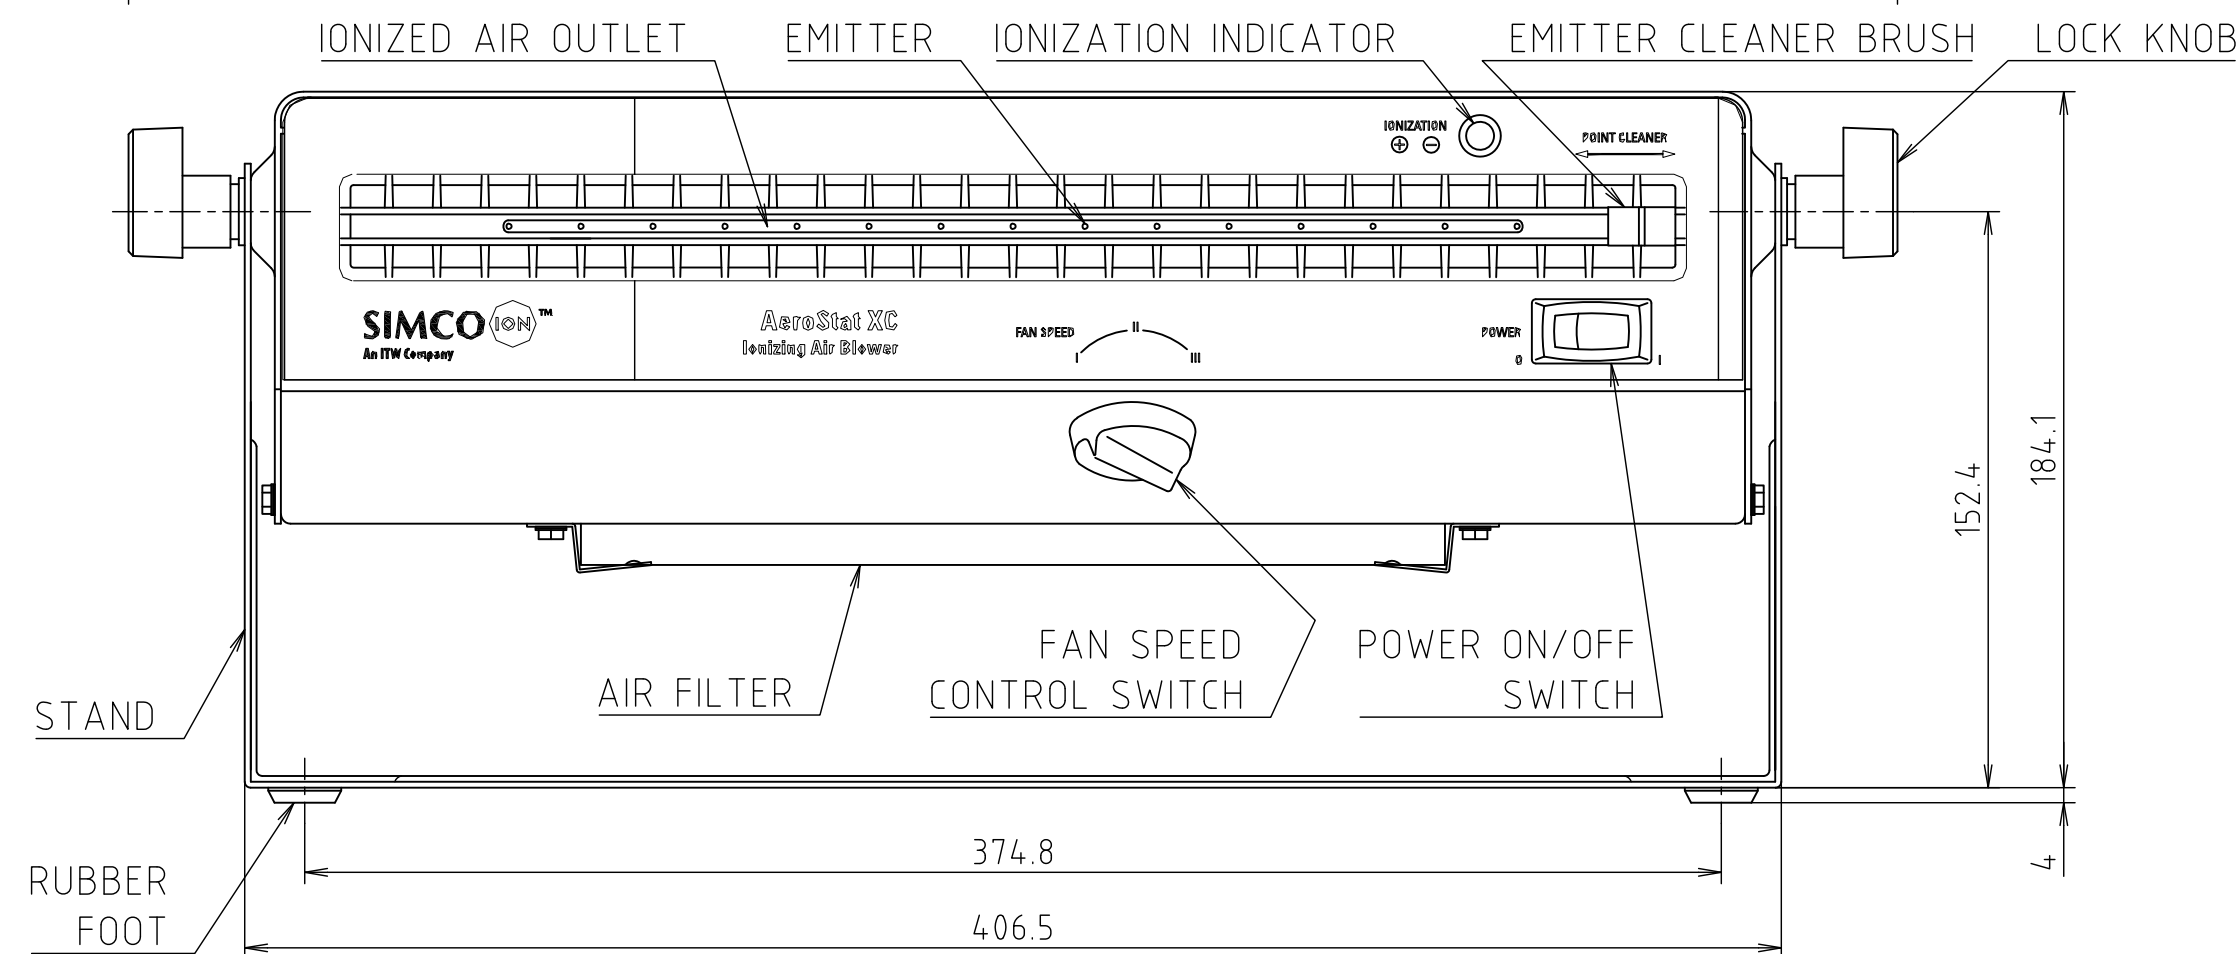 IONIZED AIR OUTLET
EMITTER
IONIZATION INDICATOR
EMITTER CLEANER BRUSH
LOCK KNOB
IONIZATION
+ −
POINT CLEANER
SIMCO ION™
An ITW Company
AeroStat XC
Ionizing Air Blower
FAN SPEED
I
II
III
POWER
0
I
184.1
152.4
STAND
AIR FILTER
FAN SPEED
CONTROL SWITCH
POWER ON/OFF
SWITCH
RUBBER
FOOT
374.8
4
406.5